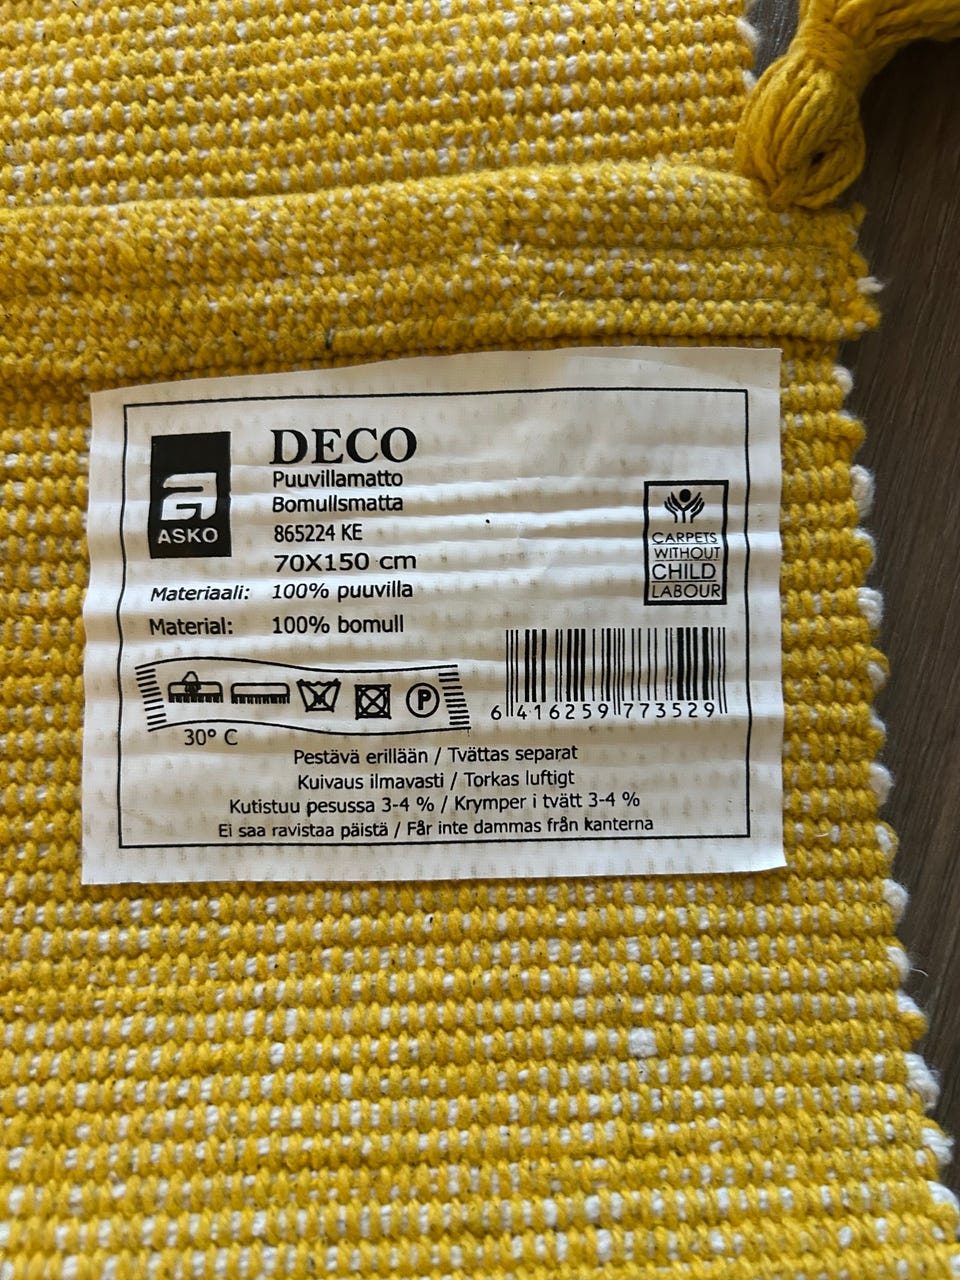 ASKO
DECO
Puuvillamatto
Bomullsmatta
865224 KE
70X150 cm
Materiaali: 100% puuvilla
Material: 100% bomull
CARPETS
WITHOUT
CHILD
LABOUR
P
30° C
6 416259 773529
Pestävä erillään / Tvättas separat
Kuivaus ilmavasti / Torkas luftigt
Kutistuu pesussa 3-4 % / Krymper i tvätt 3-4 %
Ei saa ravistaa päistä / Får inte dammas från kanterna